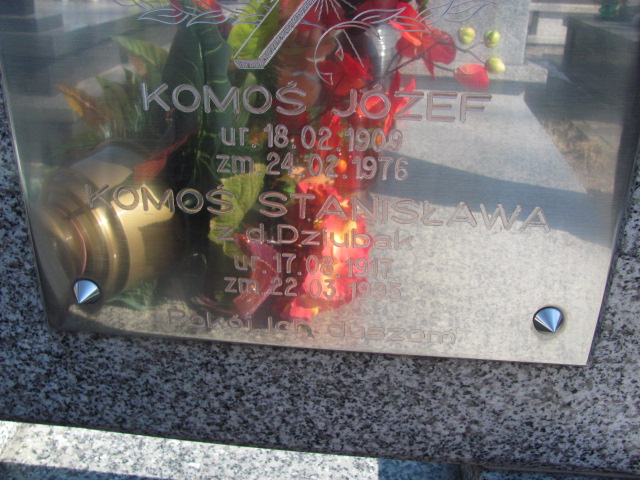 KOMOŚ JÓZEF
ur. 18.02.1909
zm 24.02.1976
KOMOŚ STANISŁAWA
z d. Dziubak
ur 17.03.1917
zm 22.03.1995
Pokój Ich duszom